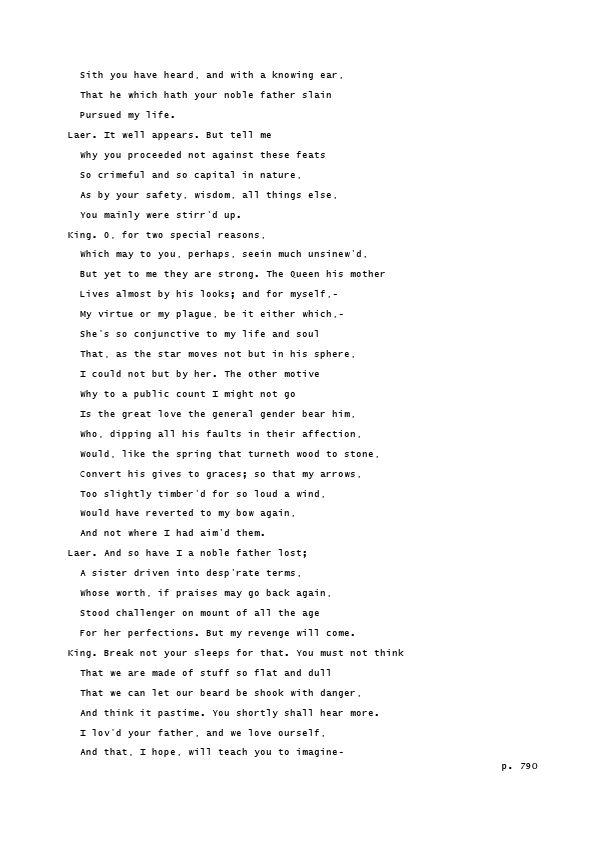 Sith you have heard, and with a knowing ear,
That he which hath your noble father slain
Pursued my life.
Laer. It well appears. But tell me
Why you proceeded not against these feats
So crimeful and so capital in nature,
As by your safety, wisdom, all things else,
You mainly were stirr'd up.
King. O, for two special reasons,
Which may to you, perhaps, seein much unsinew'd,
But yet to me they are strong. The Queen his mother
Lives almost by his looks; and for myself,-
My virtue or my plague, be it either which,-
She's so conjunctive to my life and soul
That, as the star moves not but in his sphere,
I could not but by her. The other motive
Why to a public count I might not go
Is the great love the general gender bear him,
Who, dipping all his faults in their affection,
Would, like the spring that turneth wood to stone,
Convert his gives to graces; so that my arrows,
Too slightly timber'd for so loud a wind,
Would have reverted to my bow again,
And not where I had aim'd them.
Laer. And so have I a noble father lost;
A sister driven into desp'rate terms,
Whose worth, if praises may go back again,
Stood challenger on mount of all the age
For her perfections. But my revenge will come.
King. Break not your sleeps for that. You must not think
That we are made of stuff so flat and dull
That we can let our beard be shook with danger,
And think it pastime. You shortly shall hear more.
I lov'd your father, and we love ourself,
And that, I hope, will teach you to imagine-
p. 790